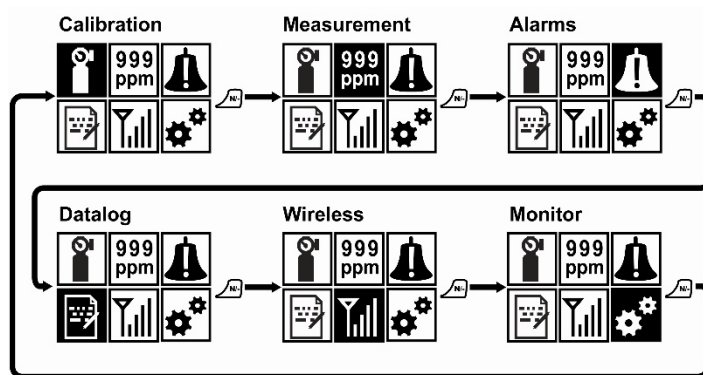 Calibration Measurement Alarms
999 ppm 999 ppm 999 ppm
N/- N/- 
Datalog Wireless Monitor
999 ppm 999 ppm 999 ppm
N/- N/-